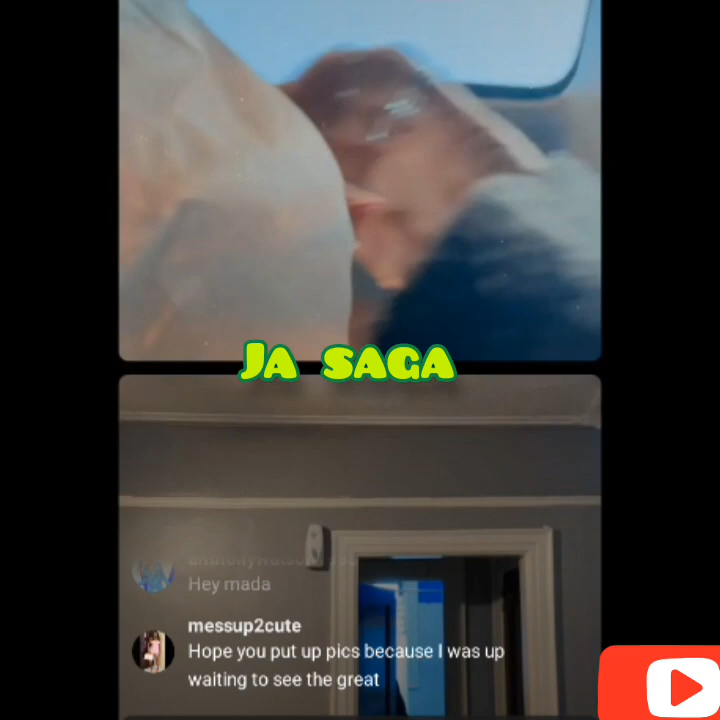 JA SAGA
Hey mada
messup2cute
Hope you put up pics because I was up
waiting to see the great